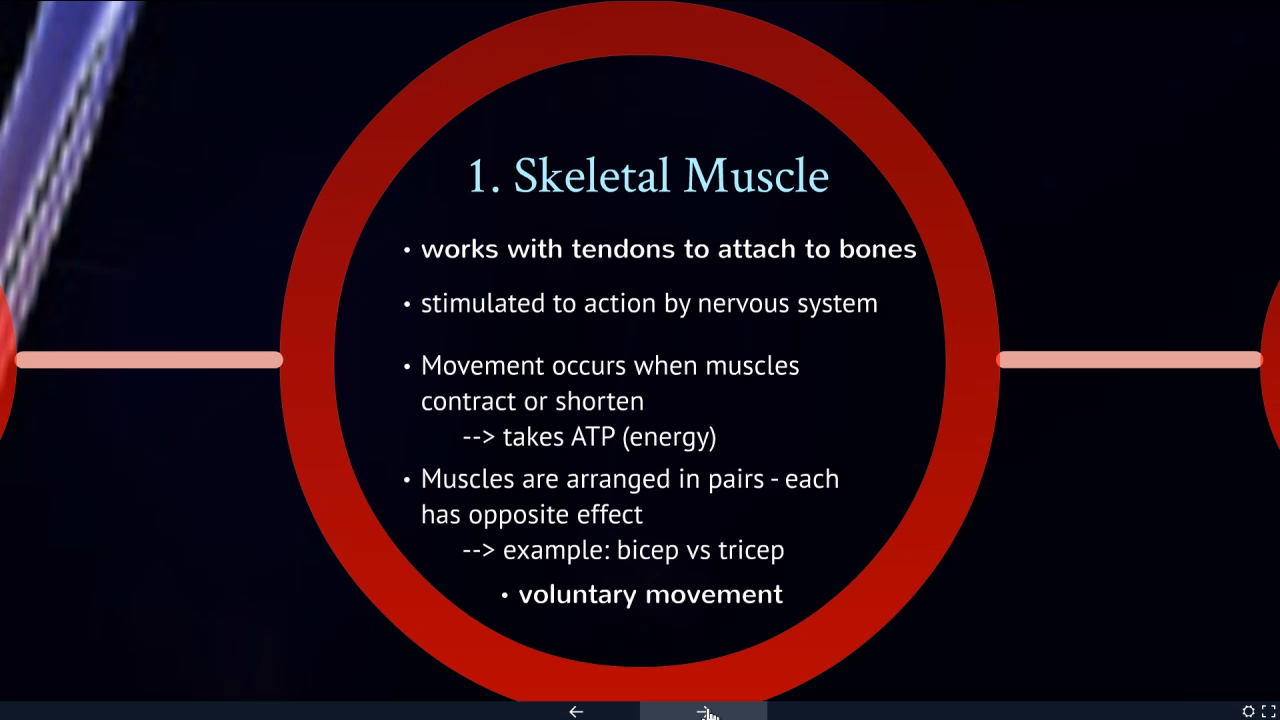 1. Skeletal Muscle
• works with tendons to attach to bones
• stimulated to action by nervous system
• Movement occurs when muscles
contract or shorten
--> takes ATP (energy)
• Muscles are arranged in pairs - each
has opposite effect
--> example: bicep vs tricep
• voluntary movement